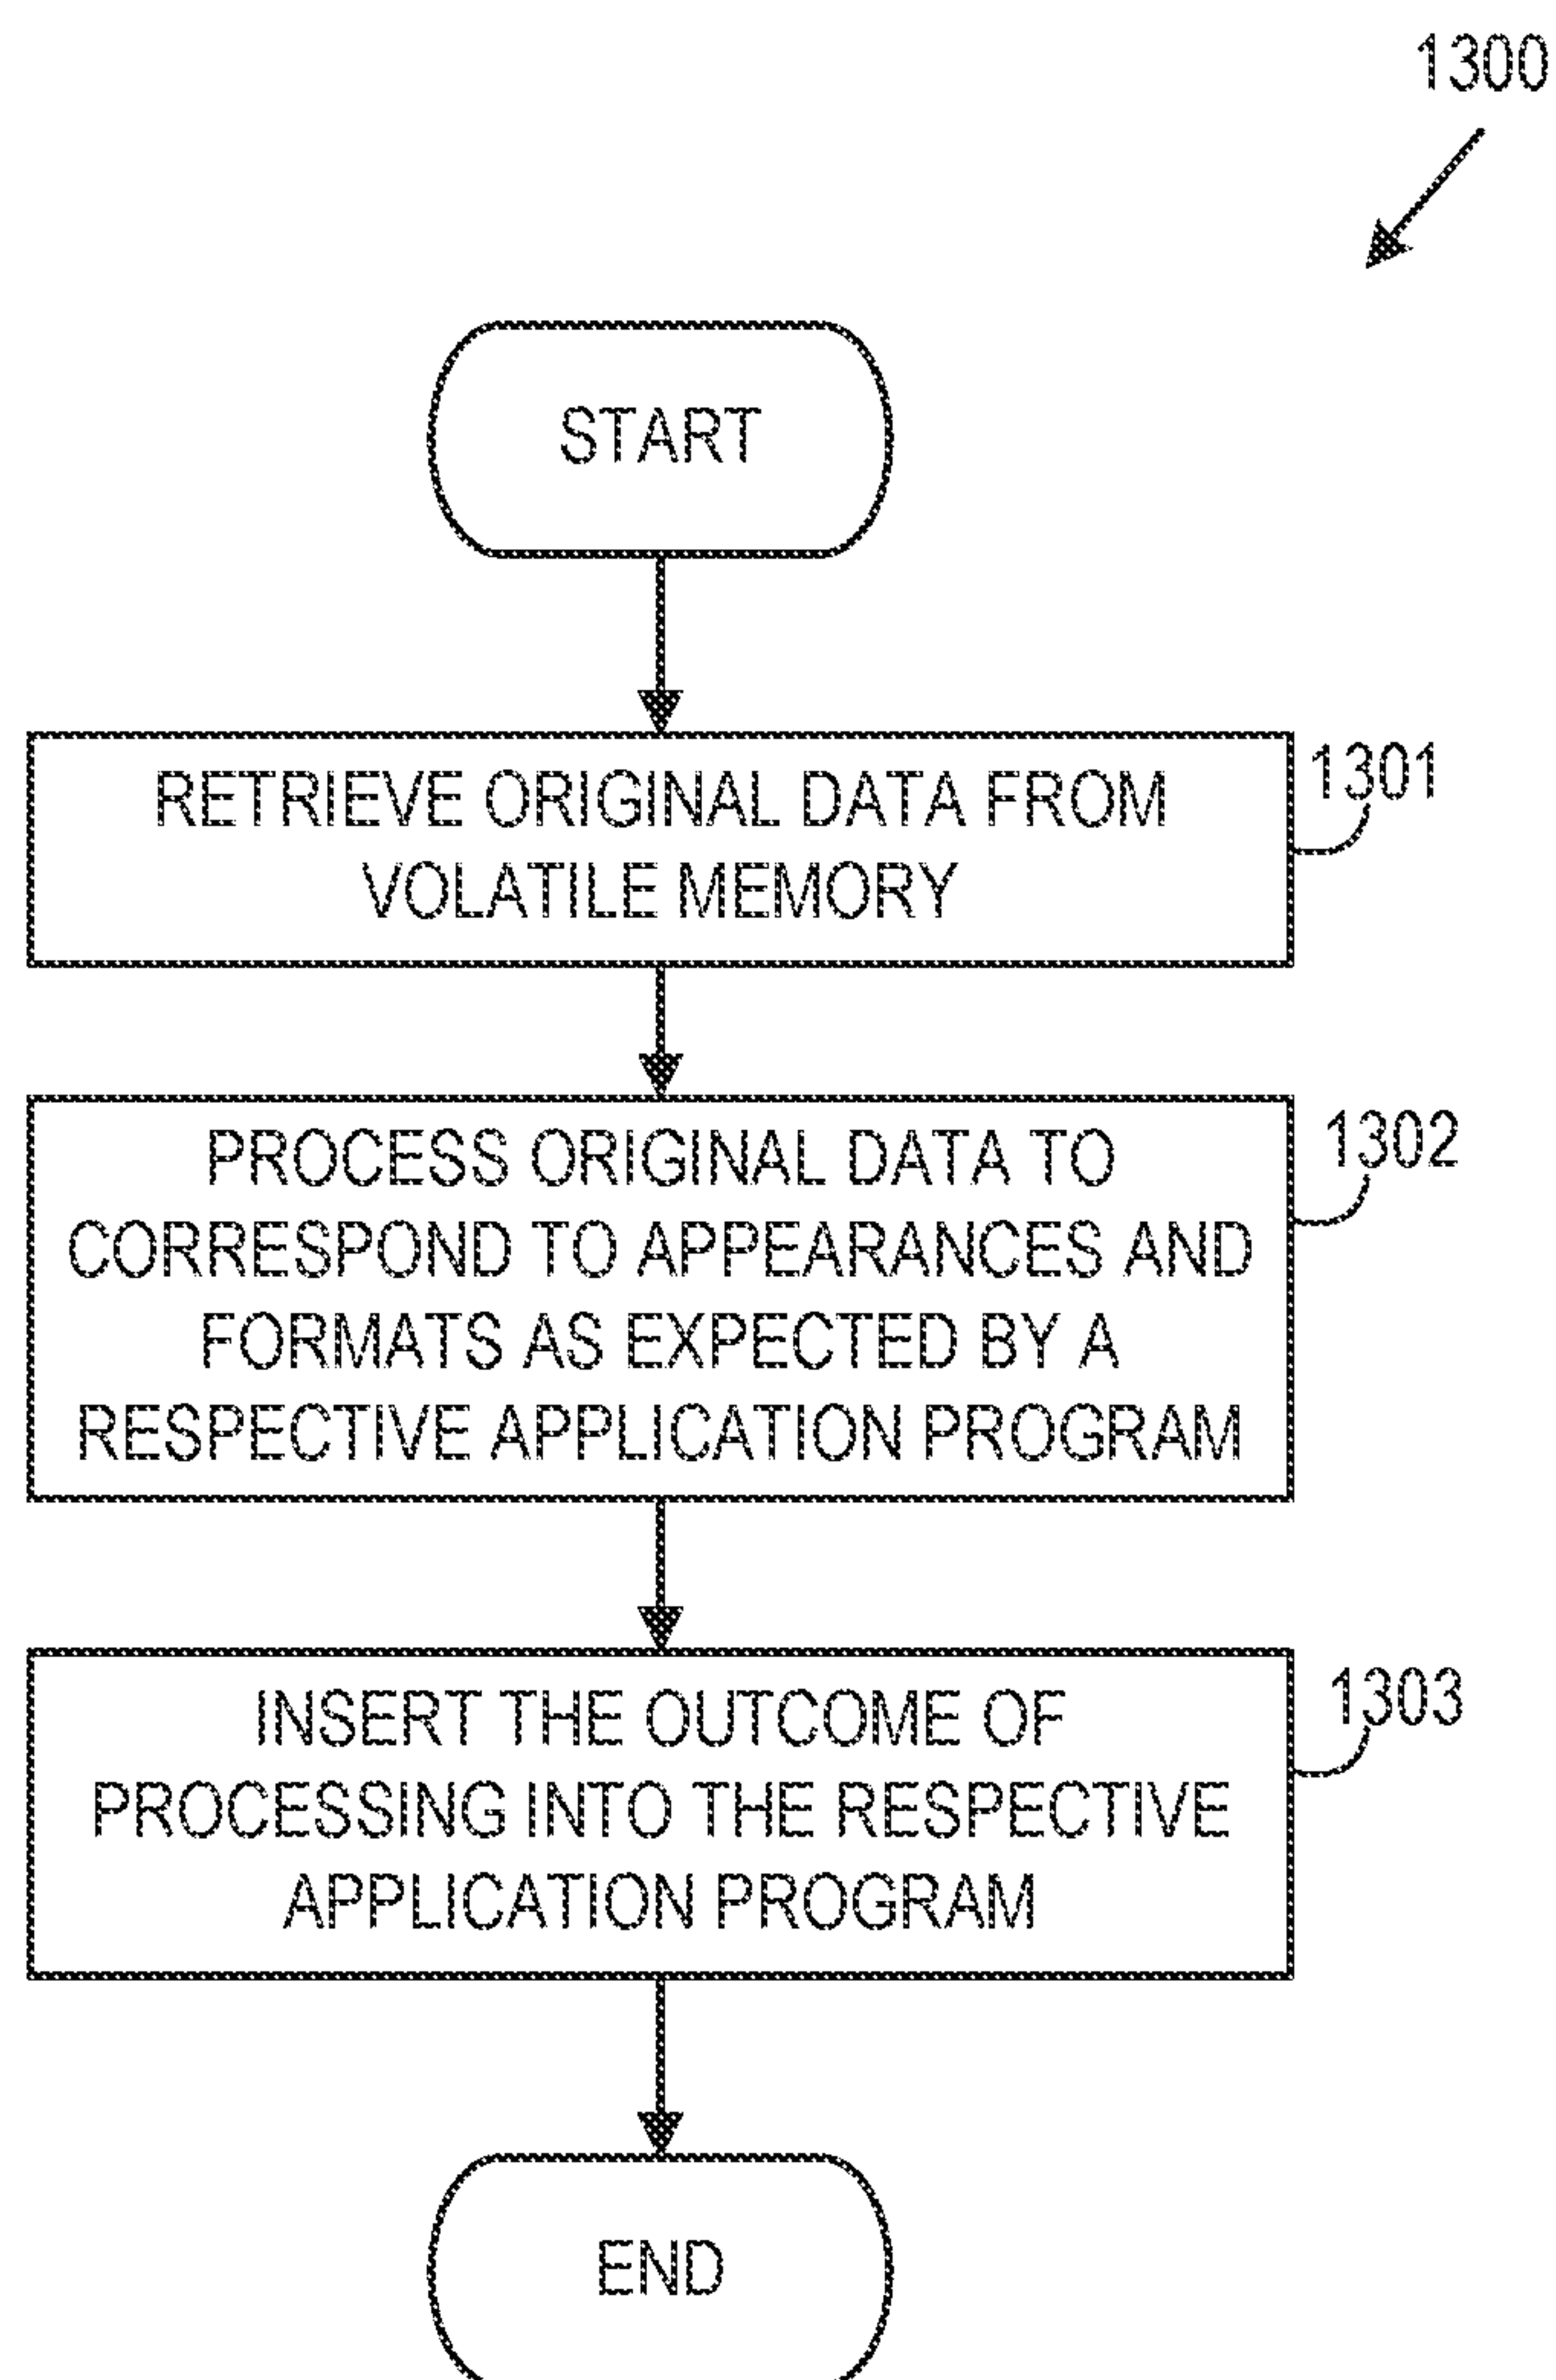 1300
START
RETRIEVE ORIGINAL DATA FROM
VOLATILE MEMORY
1301
PROCESS ORIGINAL DATA TO
CORRESPOND TO APPEARANCES AND
FORMATS AS EXPECTED BY A
RESPECTIVE APPLICATION PROGRAM
1302
INSERT THE OUTCOME OF
PROCESSING INTO THE RESPECTIVE
APPLICATION PROGRAM
1303
END